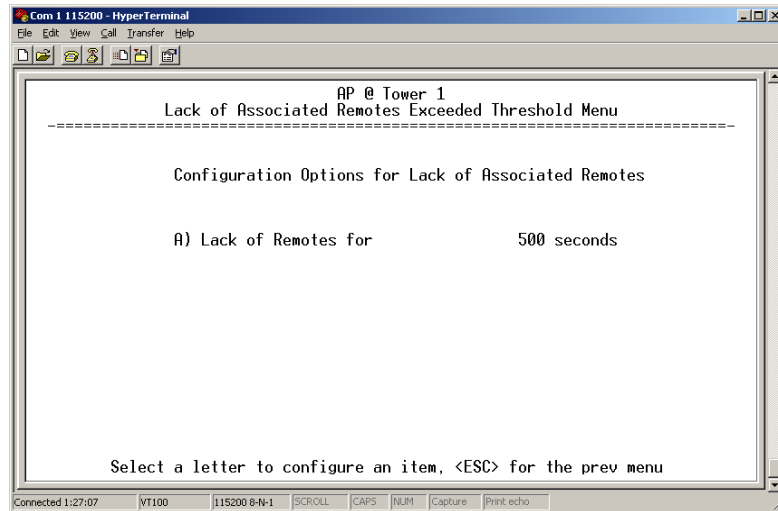 Com 1 115200 - HyperTerminal
File Edit View Call Transfer Help
AP @ Tower 1
Lack of Associated Remotes Exceeded Threshold Menu
-==========================================================================-
Configuration Options for Lack of Associated Remotes
A) Lack of Remotes for 500 seconds
Select a letter to configure an item, <ESC> for the prev menu
Connected 1:27:07 VT100 115200 8-N-1 SCROLL CAPS NUM Capture Print echo